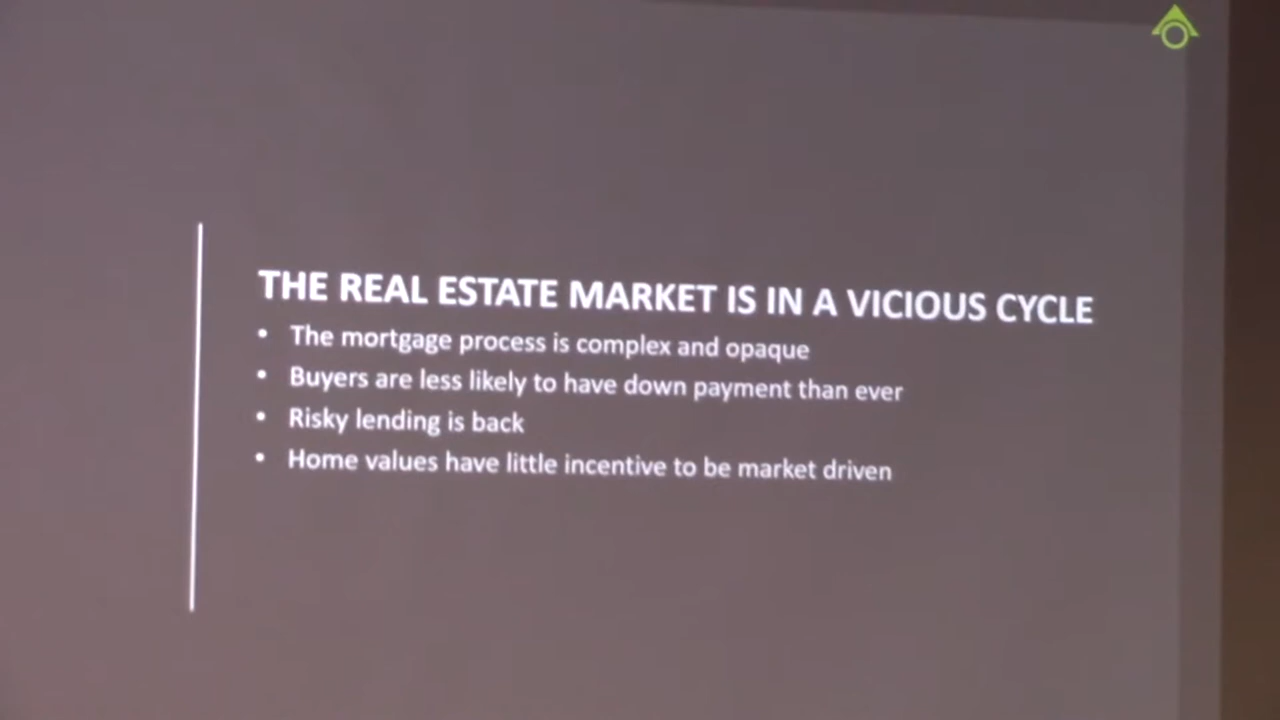 THE REAL ESTATE MARKET IS IN A VICIOUS CYCLE
• The mortgage process is complex and opaque
• Buyers are less likely to have down payment than ever
• Risky lending is back
• Home values have little incentive to be market driven